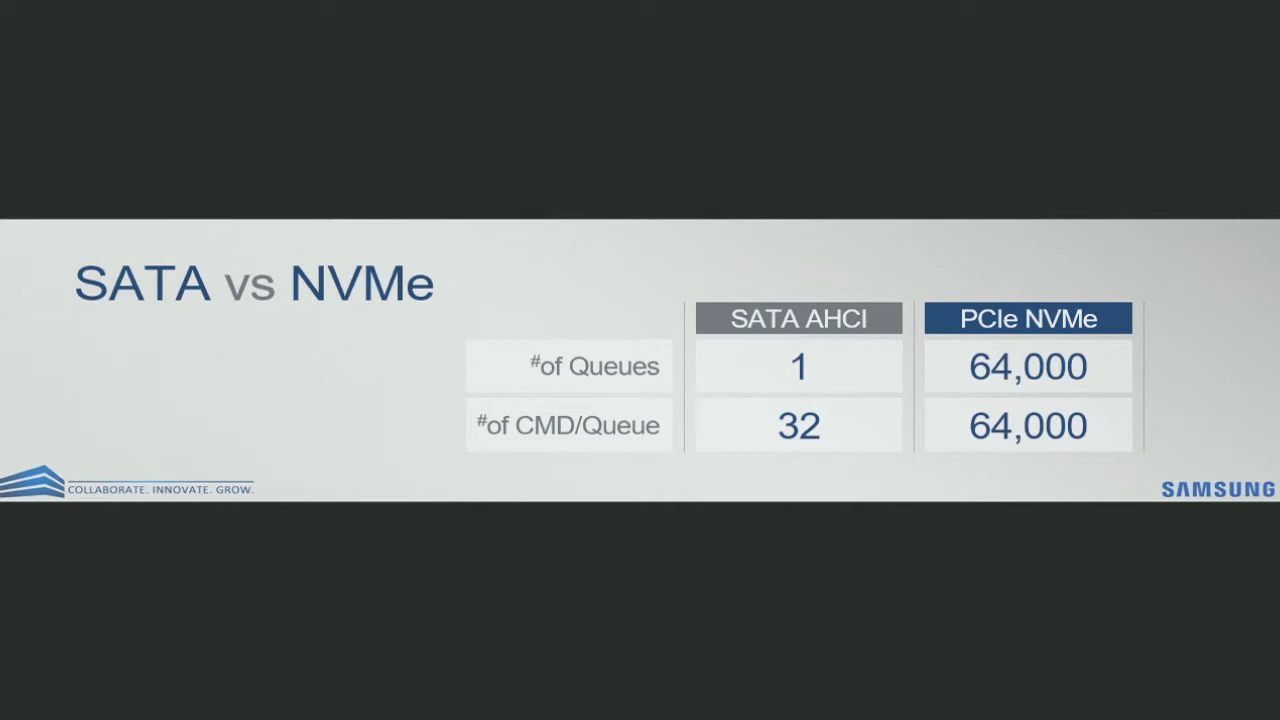 SATA vs NVMe
SATA AHCI PCIe NVMe
#of Queues 1 64,000
#of CMD/Queue 32 64,000
COLLABORATE. INNOVATE. GROW.
SAMSUNG